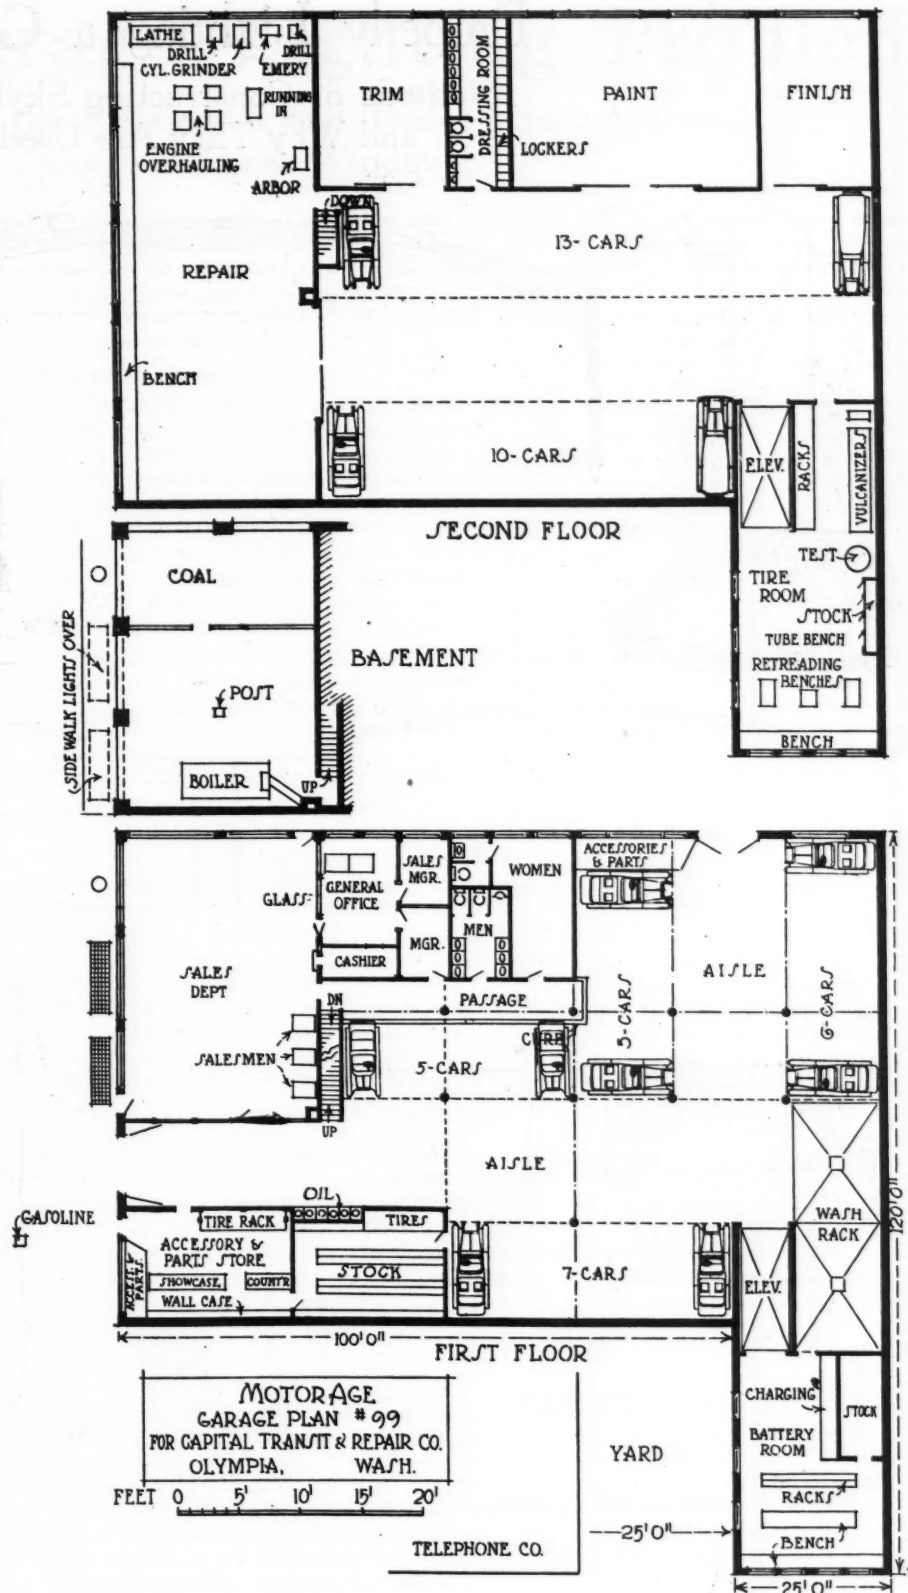 LATHE
DRILL
CYL. GRINDER
DRILL
EMERY
RUNNING
IN
ENGINE
OVERHAULING
ARBOR
TRIM
DRESSING ROOM
LOCKERS
PAINT
FINISH
DOWN
13-CARS
REPAIR
BENCH
10-CARS
ELEV.
RACKS
VULCANIZERS
TEST
TIRE
ROOM
STOCK
TUBE BENCH
RETREADING
BENCHES
BENCH
SECOND FLOOR
COAL
SIDEWALK LIGHTS OVER
POST
BOILER
UP
BASEMENT
GLASS
GENERAL
OFFICE
SALES
MGR.
MGR.
CASHIER
WOMEN
MEN
ACCESSORIES
& PARTS
SALES
DEPT
DN
PASSAGE
SALESMEN
CURB
5-CARS
5-CARS
AISLE
6-CARS
UP
AISLE
WASH
RACK
120'0"
GASOLINE
OIL
TIRE RACK
TIRES
ACCESSORY &
PARTS STORE
ACCESS. &
PARTS.
SHOWCASE
COUNT'R
WALL CASE
STOCK
7-CARS
ELEV.
100'0"
FIRST FLOOR
MOTOR AGE
GARAGE PLAN #99
FOR CAPITAL TRANSIT & REPAIR CO.
OLYMPIA, WASH.
FEET 0 5' 10' 15' 20'
CHARGING
STOCK
BATTERY
ROOM
RACKS
BENCH
YARD
25'0"
TELEPHONE CO.
25'0"